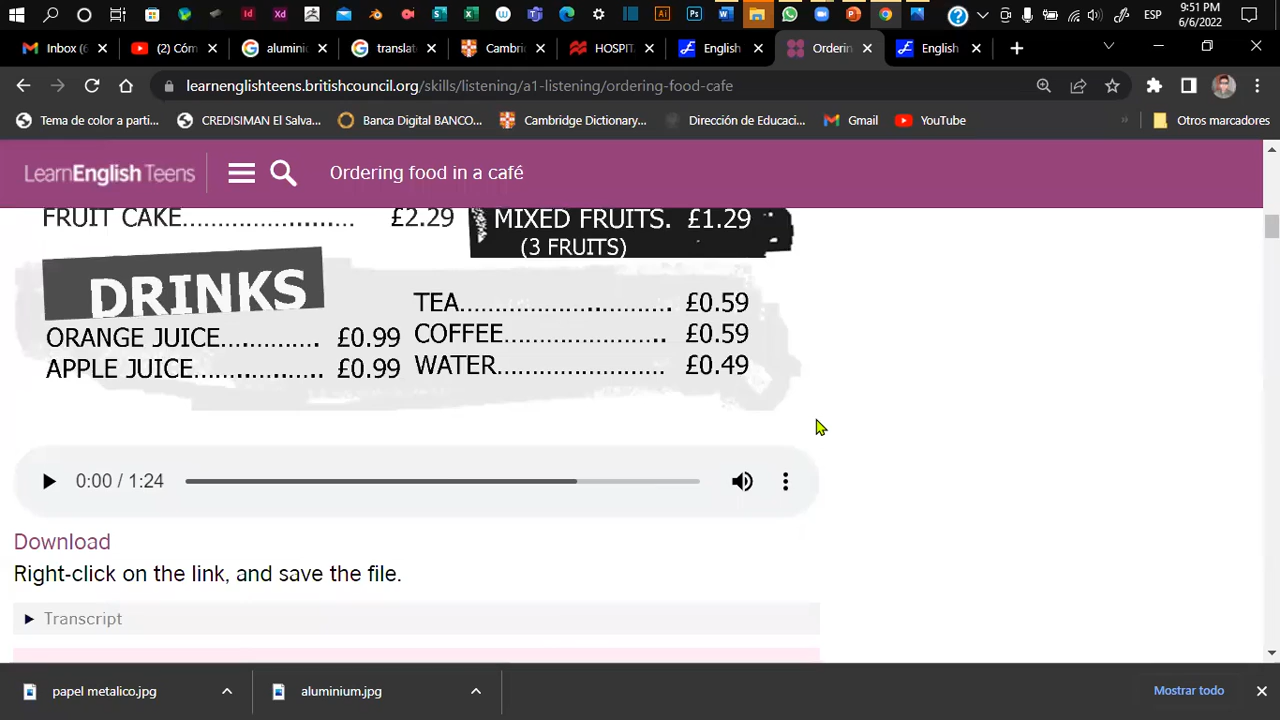 9:51 PM
ESP
6/6/2022
Inbox (6
(2) Cóm
alumini
translat
Cambri
HOSPIT
English
Orderin
English
learnenglishteens.britishcouncil.org/skills/listening/a1-listening/ordering-food-cafe
Tema de color a parti...
CREDISIMAN El Salva...
Banca Digital BANCO...
Cambridge Dictionary...
Dirección de Educaci...
Gmail
YouTube
Otros marcadores
LearnEnglish Teens
Ordering food in a café
FRUIT CAKE..................... £2.29
MIXED FRUITS. £1.29
(3 FRUITS)
DRINKS
TEA................................ £0.59
ORANGE JUICE............. £0.99
COFFEE........................ £0.59
APPLE JUICE.................. £0.99
WATER......................... £0.49
0:00 / 1:24
Download
Right-click on the link, and save the file.
Transcript
papel metalico.jpg
aluminium.jpg
Mostrar todo